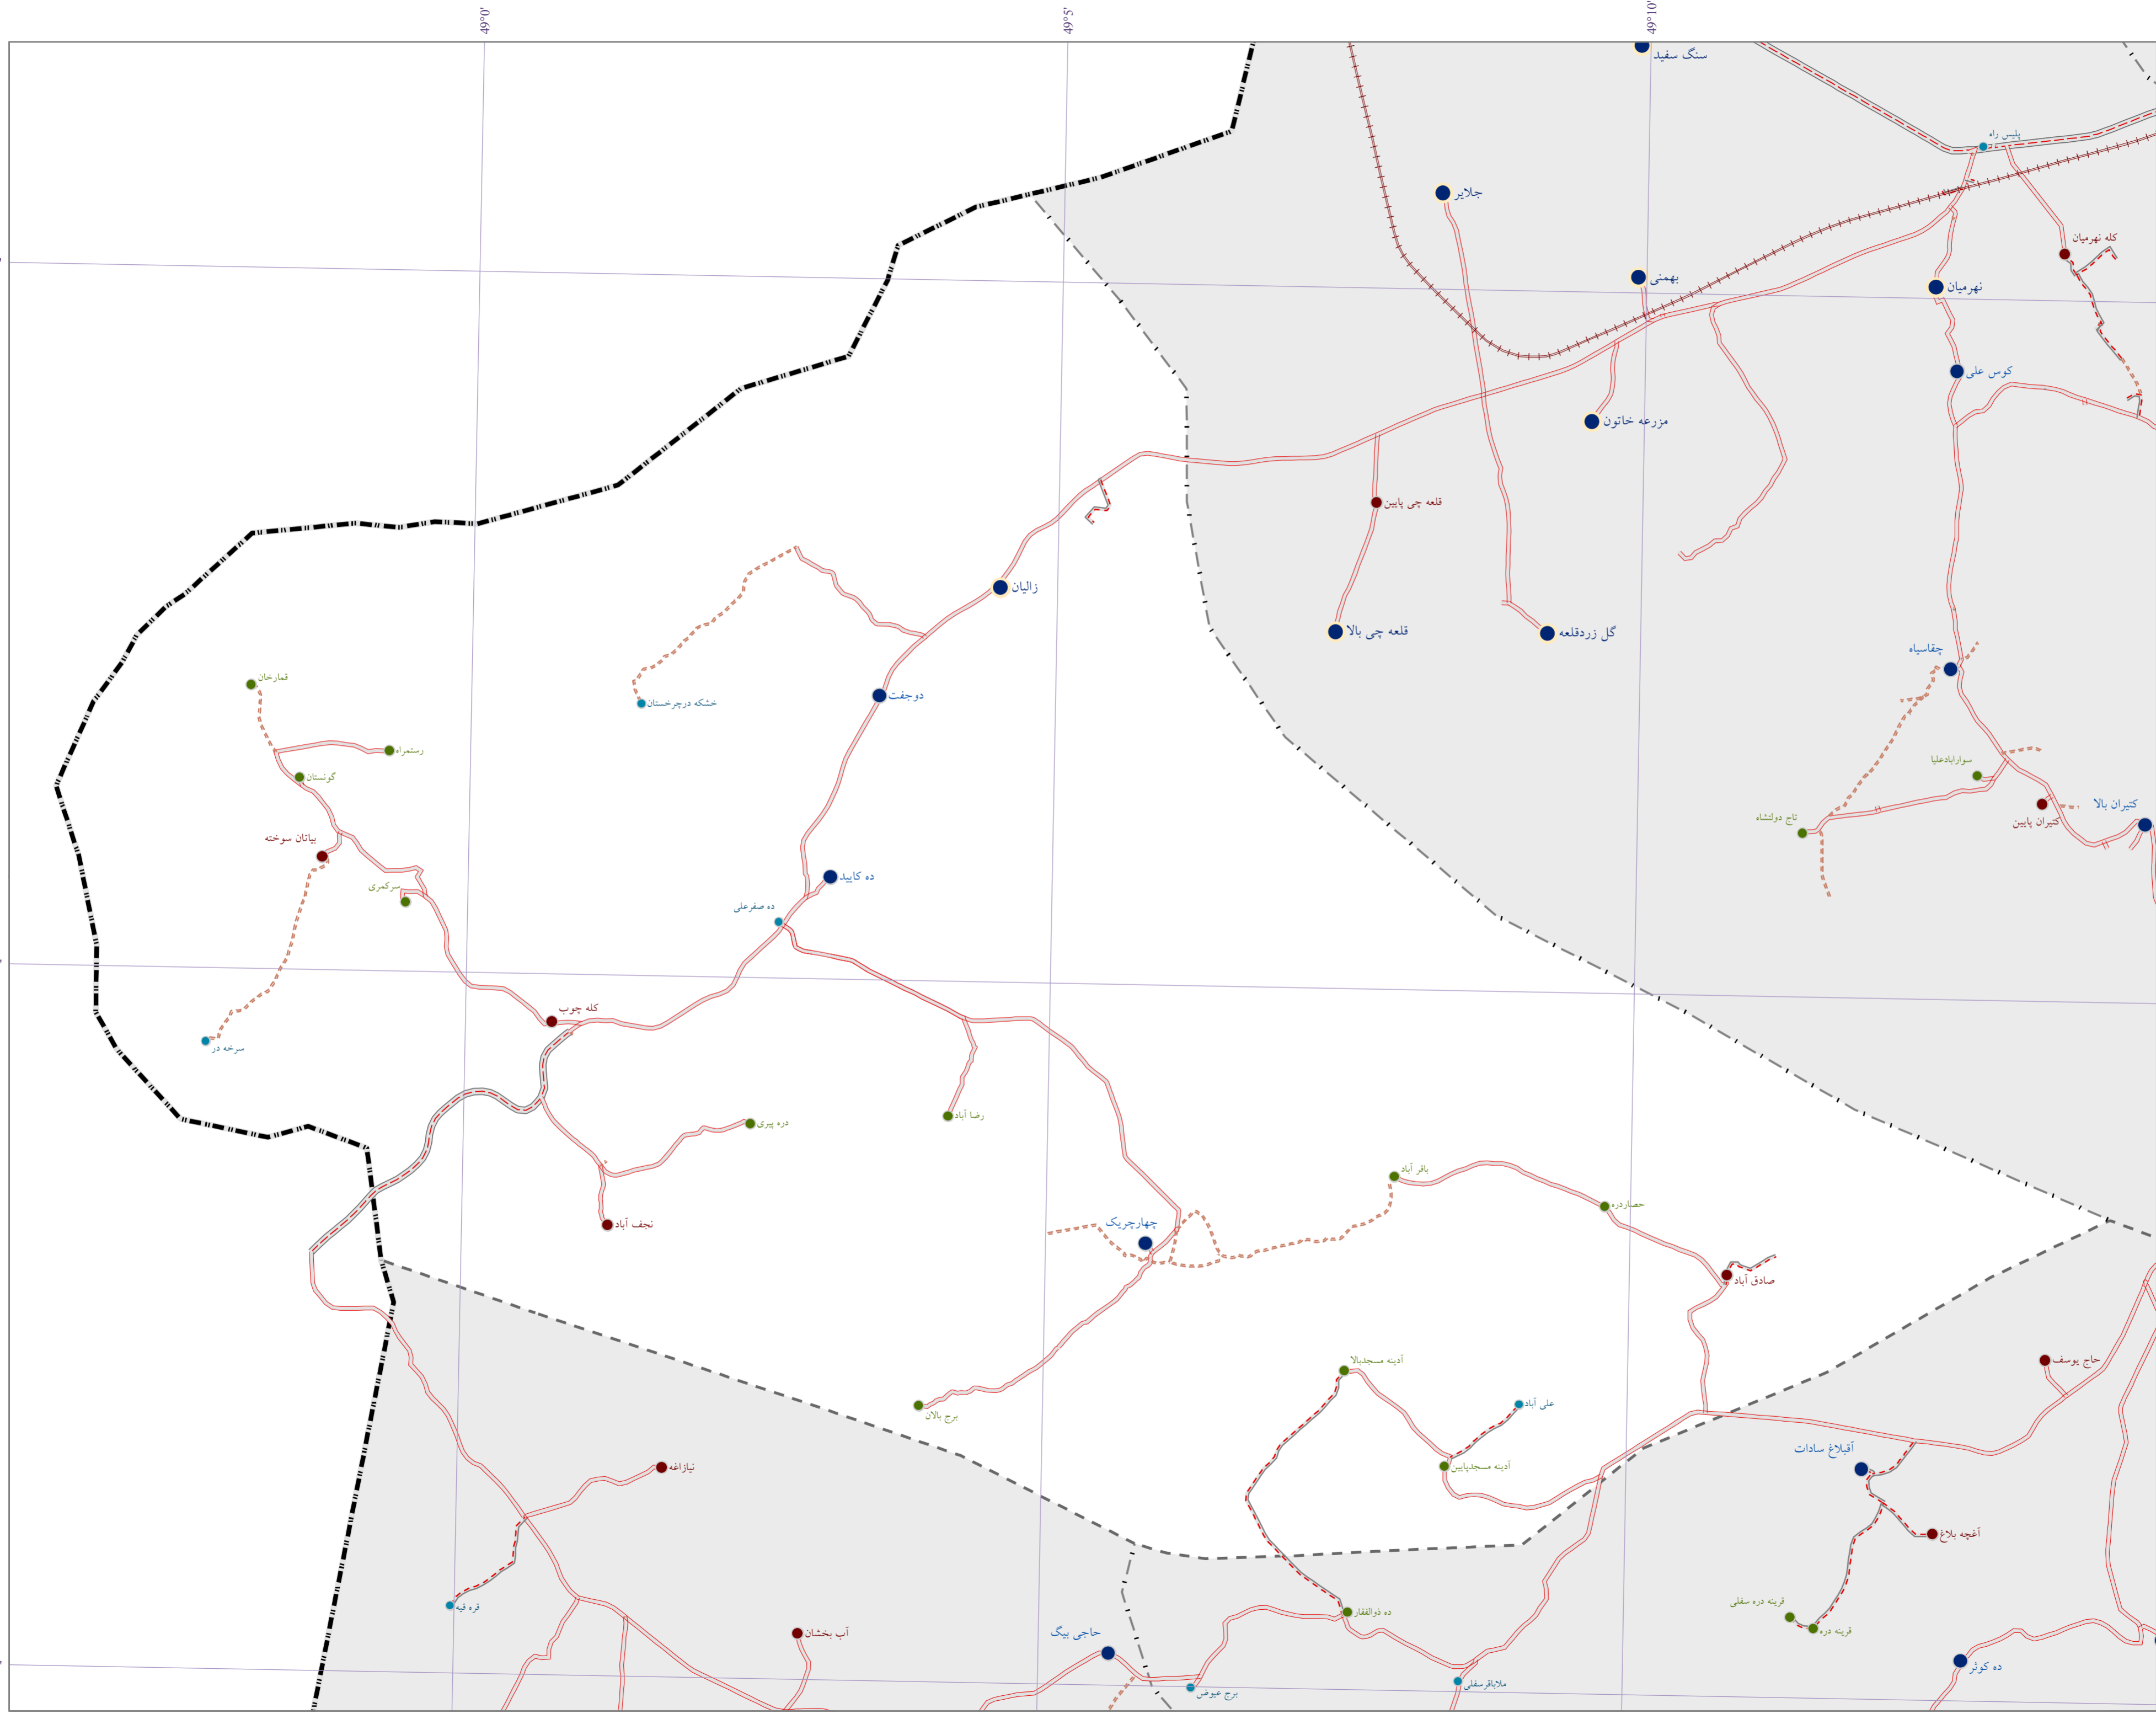 49°0'
49°5'
49°10'
سنگ سفید
پلیس راه
جلایر
کله نهرمیان
بهمنی
نهرمیان
کوس علی
مزرعه خاتون
قلعه چی پایین
زالیان
قلعه چی بالا
گل زردقلعه
چقاسیاه
قمارخان
دوجفت
خشکه درچرخستان
رستمراه
گونستان
سوارابادعلیا
کتیران بالا
تاج دولتشاه
کتیران پایین
بیاتان سوخته
ده کایید
سرکمری
ده صفرعلی
کله چوب
سرخه در
رضا آباد
دره پیری
باقر آباد
حصاردره
نجف آباد
چهارچریک
صادق آباد
آدینه مسجدبالا
حاج یوسف
علی آباد
برج بالان
آقبلاغ سادات
نیازاغه
آدینه مسجدپایین
آغچه بلاغ
قره قیه
ده ذوالفقار
قرینه دره سفلی
آب بخشان
حاجی بیگ
قرینه دره
ده کوثر
ملاباقرسفلی
برج عیوض